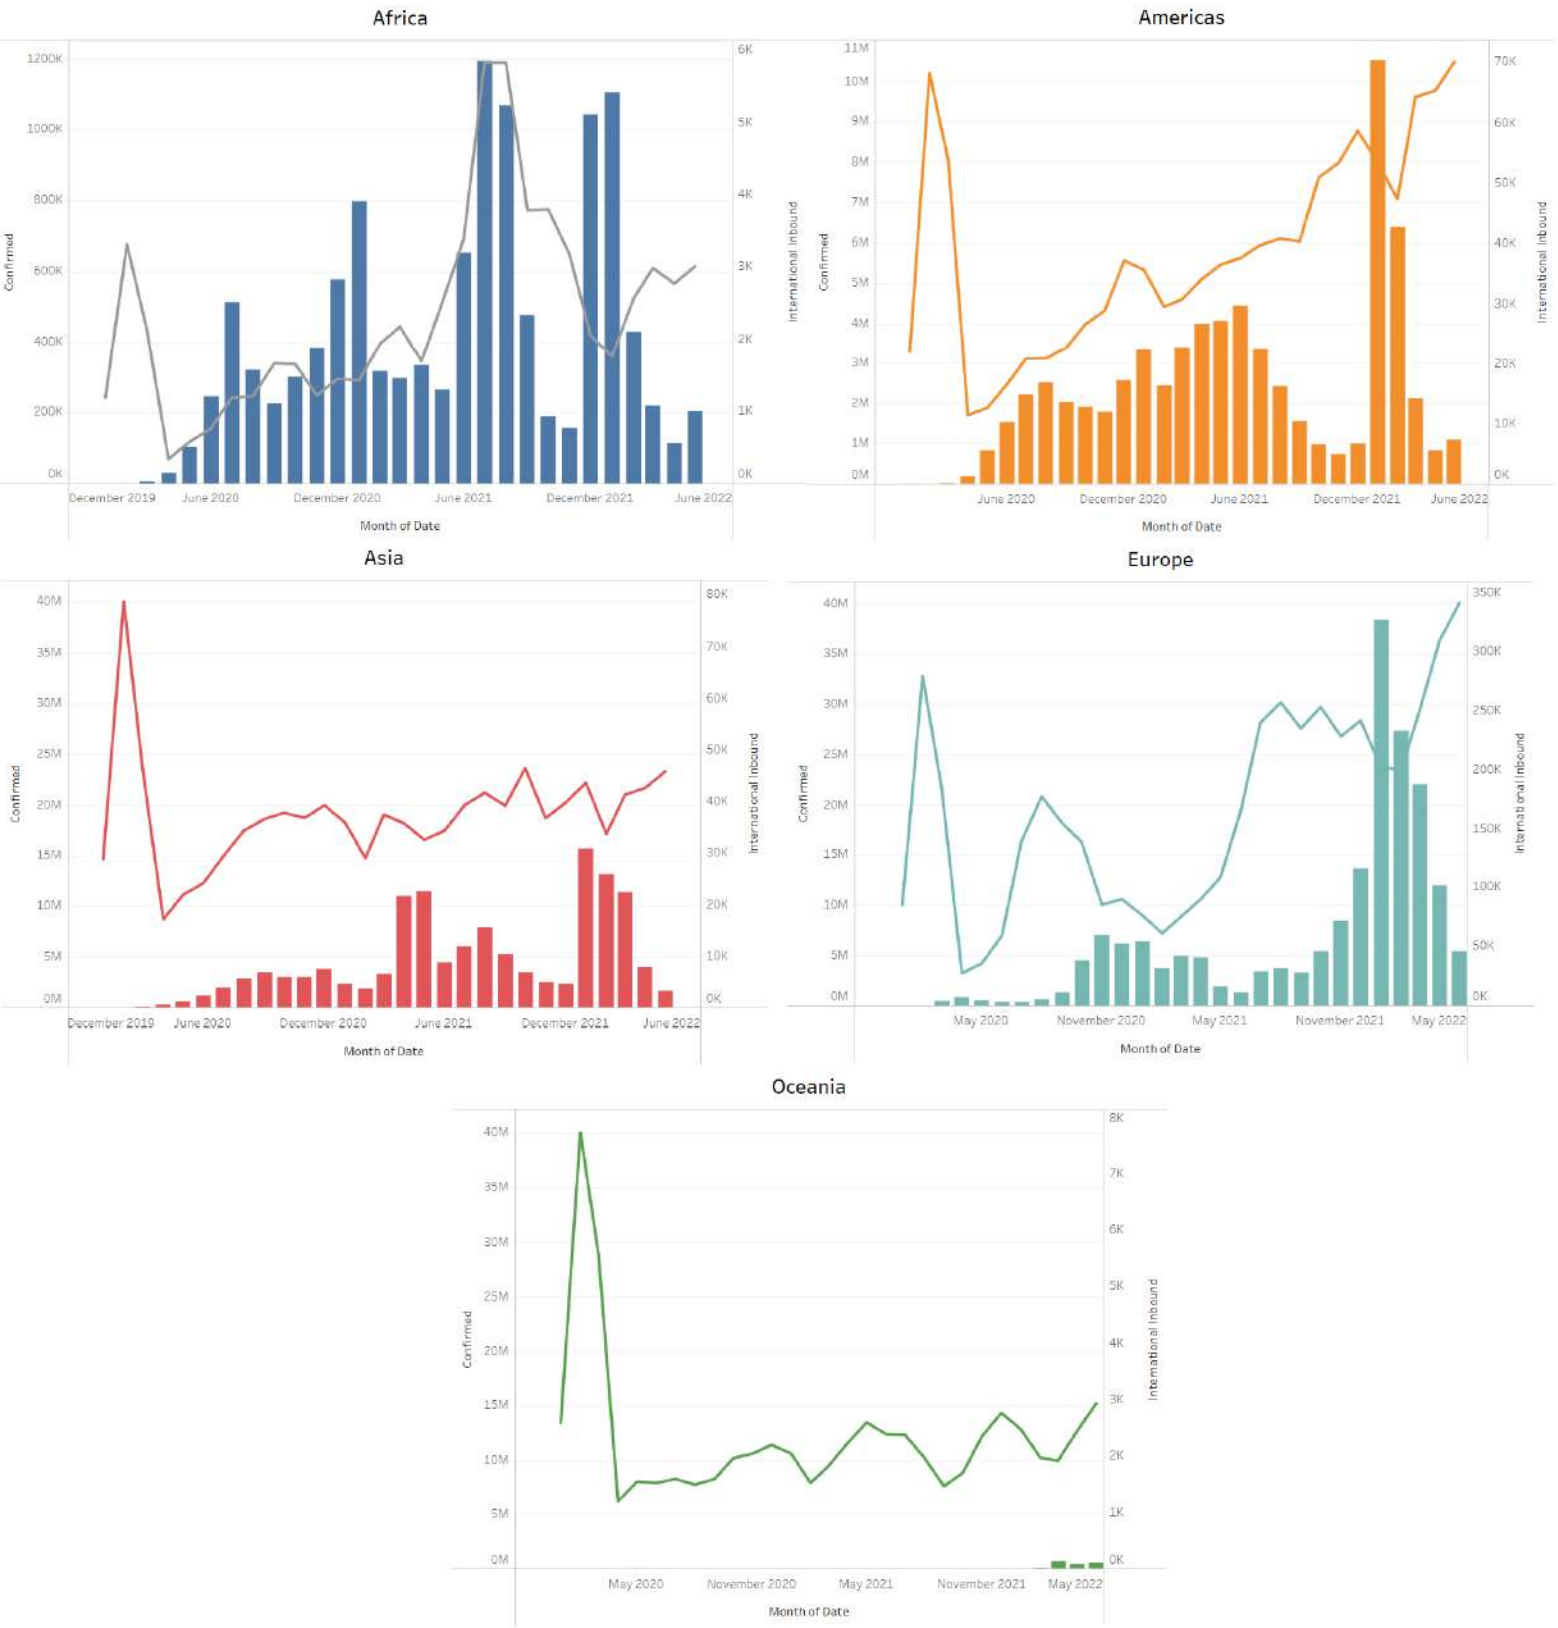 Africa
1200K
1000K
800K
600K
400K
200K
0K
Confirmed
6K
5K
4K
3K
2K
1K
0K
International Inbound
December 2019 June 2020 December 2020 June 2021 December 2021 June 2022
Month of Date
Americas
11M
10M
9M
8M
7M
6M
5M
4M
3M
2M
1M
0M
Confirmed
70K
60K
50K
40K
30K
20K
10K
0K
International Inbound
June 2020 December 2020 June 2021 December 2021 June 2022
Month of Date
Asia
40M
35M
30M
25M
20M
15M
10M
5M
0M
Confirmed
80K
70K
60K
50K
40K
30K
20K
10K
0K
International Inbound
December 2019 June 2020 December 2020 June 2021 December 2021 June 2022
Month of Date
Europe
40M
35M
30M
25M
20M
15M
10M
5M
0M
Confirmed
350K
300K
250K
200K
150K
100K
50K
0K
International Inbound
May 2020 November 2020 May 2021 November 2021 May 2022
Month of Date
Oceania
40M
35M
30M
25M
20M
15M
10M
5M
0M
Confirmed
8K
7K
6K
5K
4K
3K
2K
1K
0K
International Inbound
May 2020 November 2020 May 2021 November 2021 May 2022
Month of Date